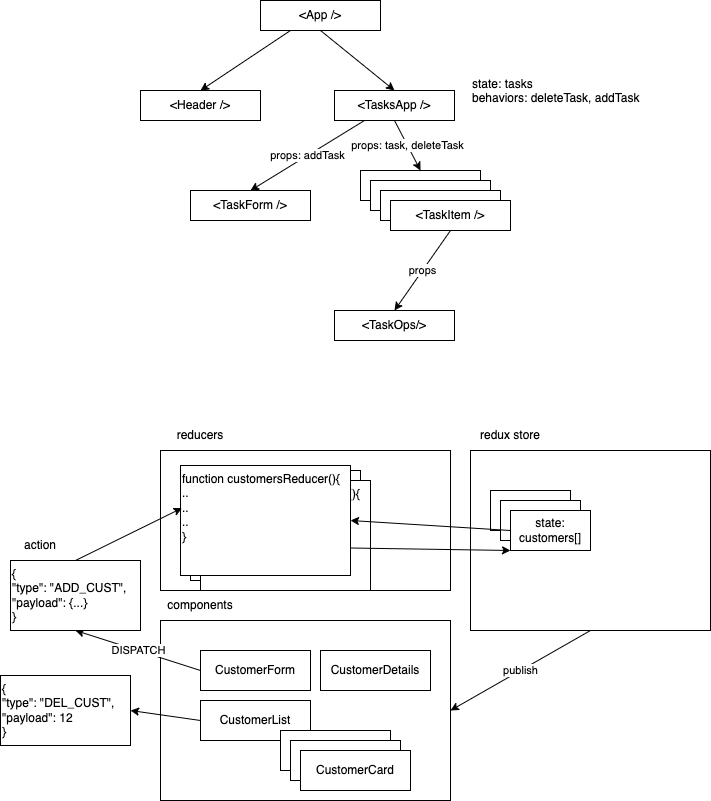 <App />
<Header />
<TasksApp />
state: tasks
behaviors: deleteTask, addTask
props: addTask
props: task, deleteTask
<TaskForm />
<TaskItem />
props
<TaskOps/>
reducers
redux store
function customersReducer(){
..
..
..
}
){
state:
customers[]
action
{
"type": "ADD_CUST",
"payload": {...}
}
components
DISPATCH
CustomerForm
CustomerDetails
publish
{
"type": "DEL_CUST",
"payload": 12
}
CustomerList
CustomerCard